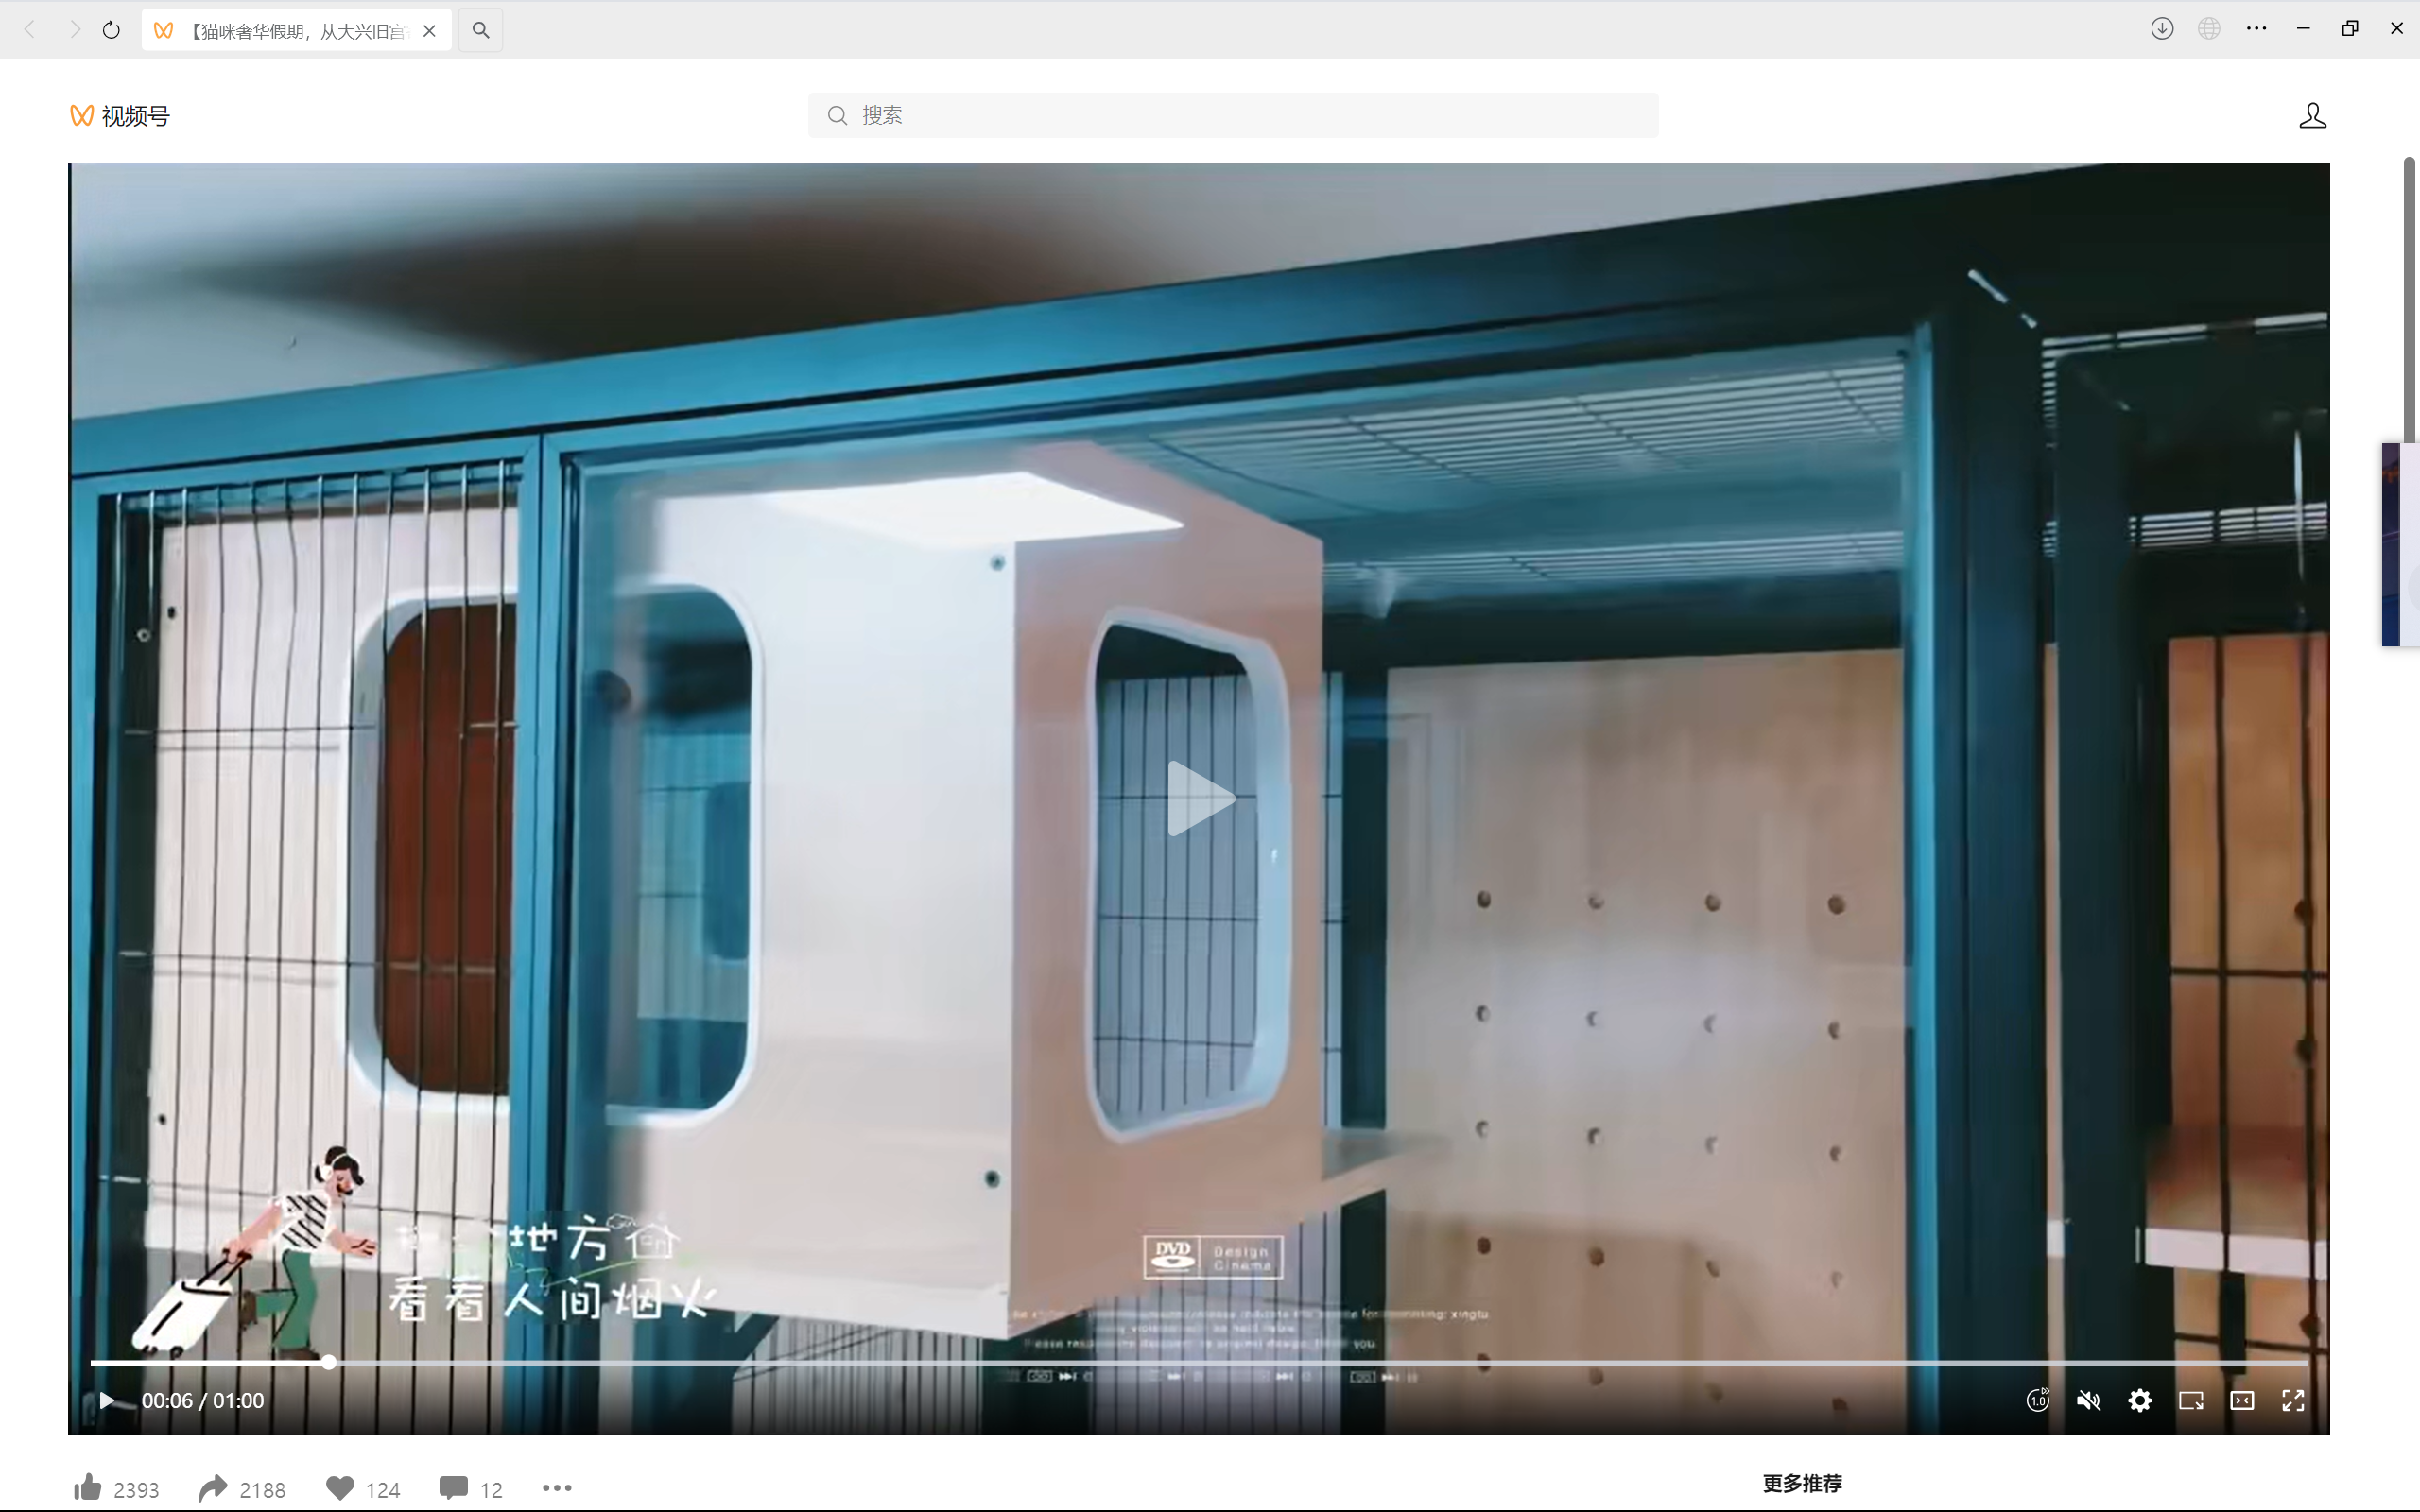 【猫咪奢华假期，从大兴旧宫
视频号
搜索
地方
看看人间烟火
DVD
Design
Cinema
you.
00:06 / 01:00
1.0
2393
2188
124
12
更多推荐